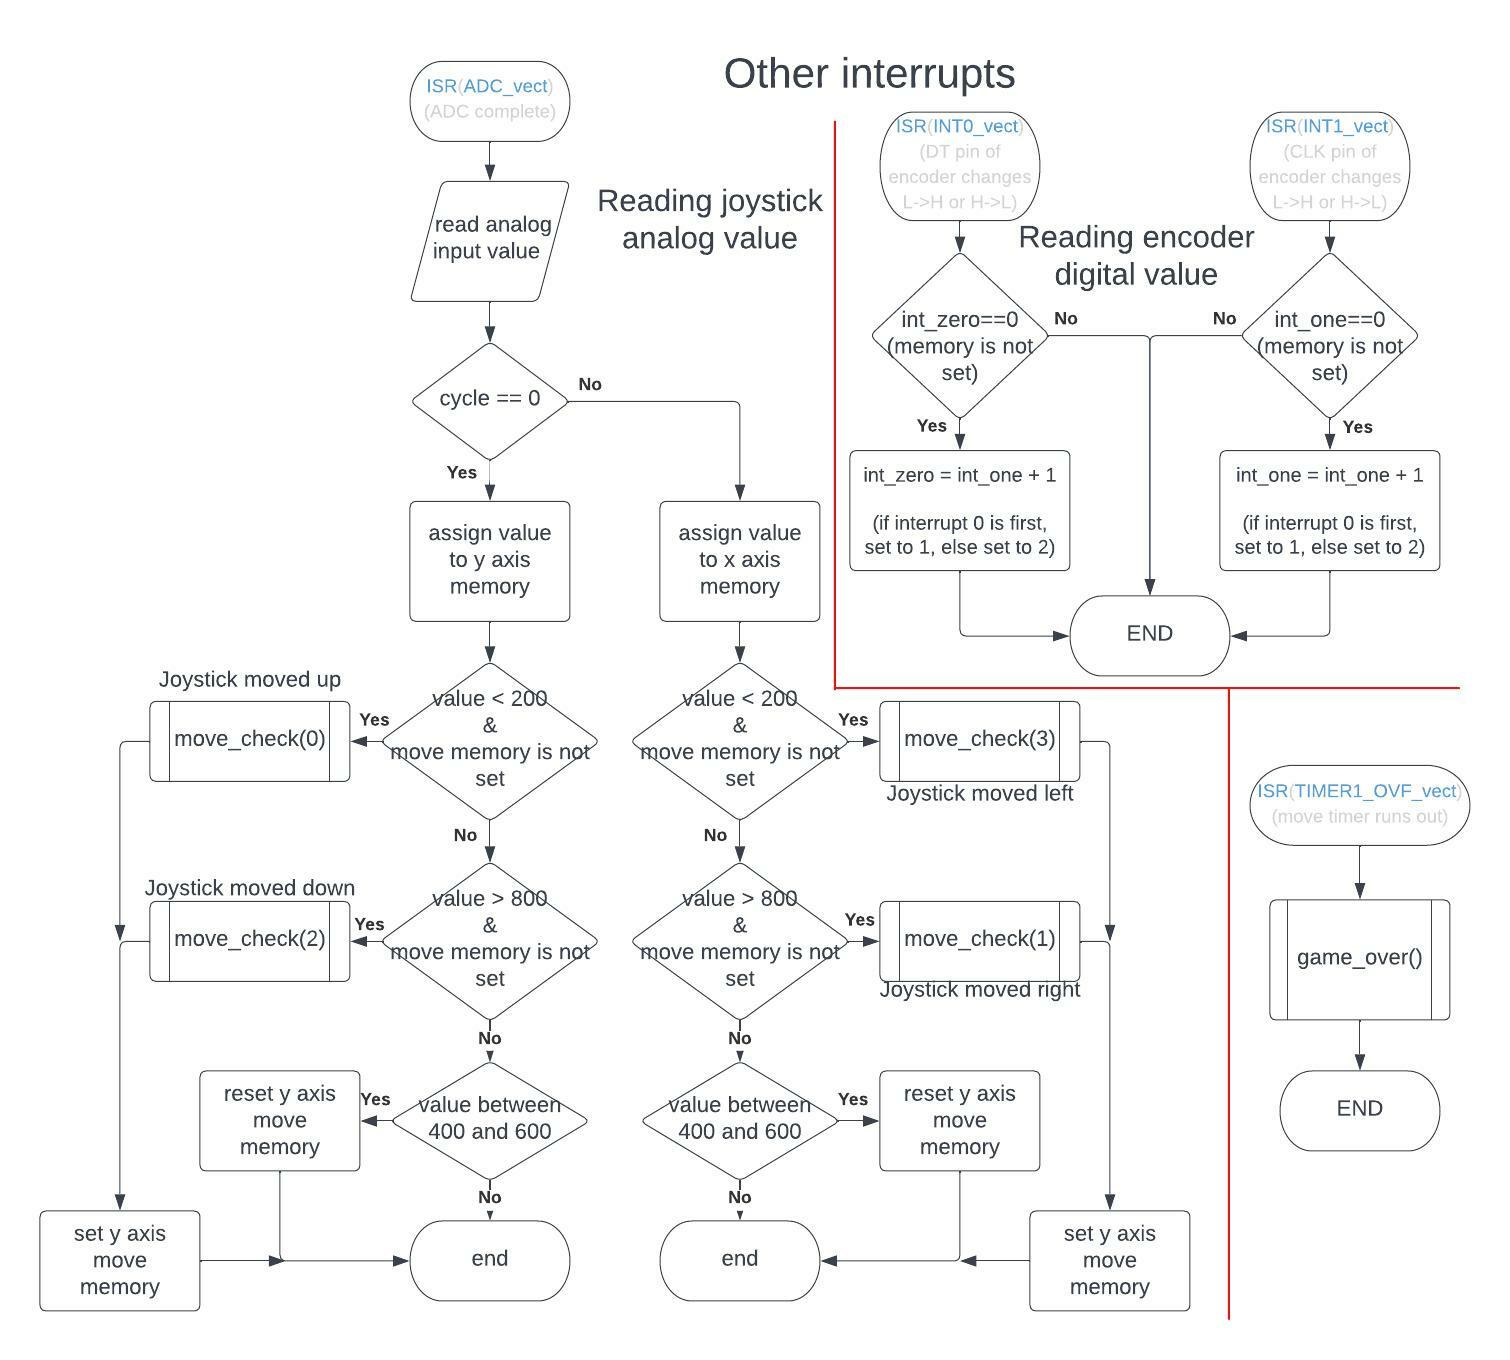 Other interrupts
ISR(ADC_vect)
(ADC complete)
read analog
input value
Reading joystick
analog value
cycle == 0
No
Yes
assign value
to y axis
memory
assign value
to x axis
memory
Joystick moved up
move_check(0)
Yes
value < 200
&
move memory is not
set
No
Joystick moved down
move_check(2)
Yes
value > 800
&
move memory is not
set
No
reset y axis
move
memory
Yes
value between
400 and 600
No
set y axis
move
memory
end
value < 200
&
move memory is not
set
Yes
move_check(3)
Joystick moved left
No
value > 800
&
move memory is not
set
Yes
move_check(1)
Joystick moved right
No
value between
400 and 600
Yes
reset y axis
move
memory
No
end
set y axis
move
memory
ISR(INT0_vect)
(DT pin of
encoder changes
L->H or H->L)
ISR(INT1_vect)
(CLK pin of
encoder changes
L->H or H->L)
Reading encoder
digital value
int_zero==0
(memory is not
set)
No
No
int_one==0
(memory is not
set)
Yes
Yes
int_zero = int_one + 1
(if interrupt 0 is first,
set to 1, else set to 2)
int_one = int_one + 1
(if interrupt 0 is first,
set to 1, else set to 2)
END
ISR(TIMER1_OVF_vect)
(move timer runs out)
game_over()
END